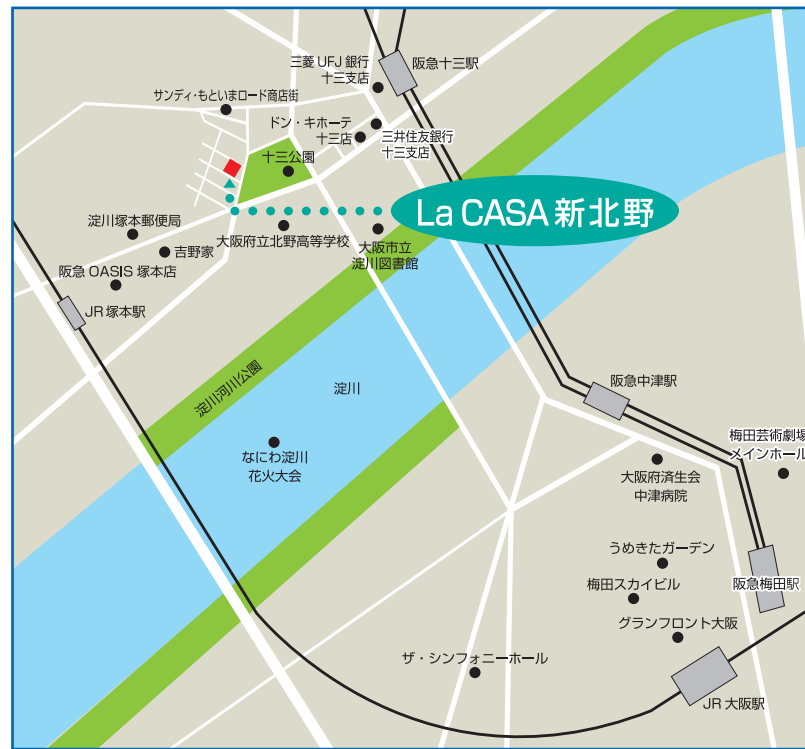 三菱UFJ銀行
十三支店
阪急十三駅
サンディ・もといまロード商店街
ドン・キホーテ
十三店
三井住友銀行
十三支店
十三公園
La CASA 新北野
淀川塚本郵便局
大阪府立北野高等学校
大阪市立
淀川図書館
吉野家
阪急OASIS塚本店
JR塚本駅
淀川河川公園
淀川
阪急中津駅
なにわ淀川
花火大会
梅田芸術劇場
メインホール
大阪府済生会
中津病院
うめきたガーデン
梅田スカイビル
阪急梅田駅
グランフロント大阪
ザ・シンフォニーホール
JR大阪駅